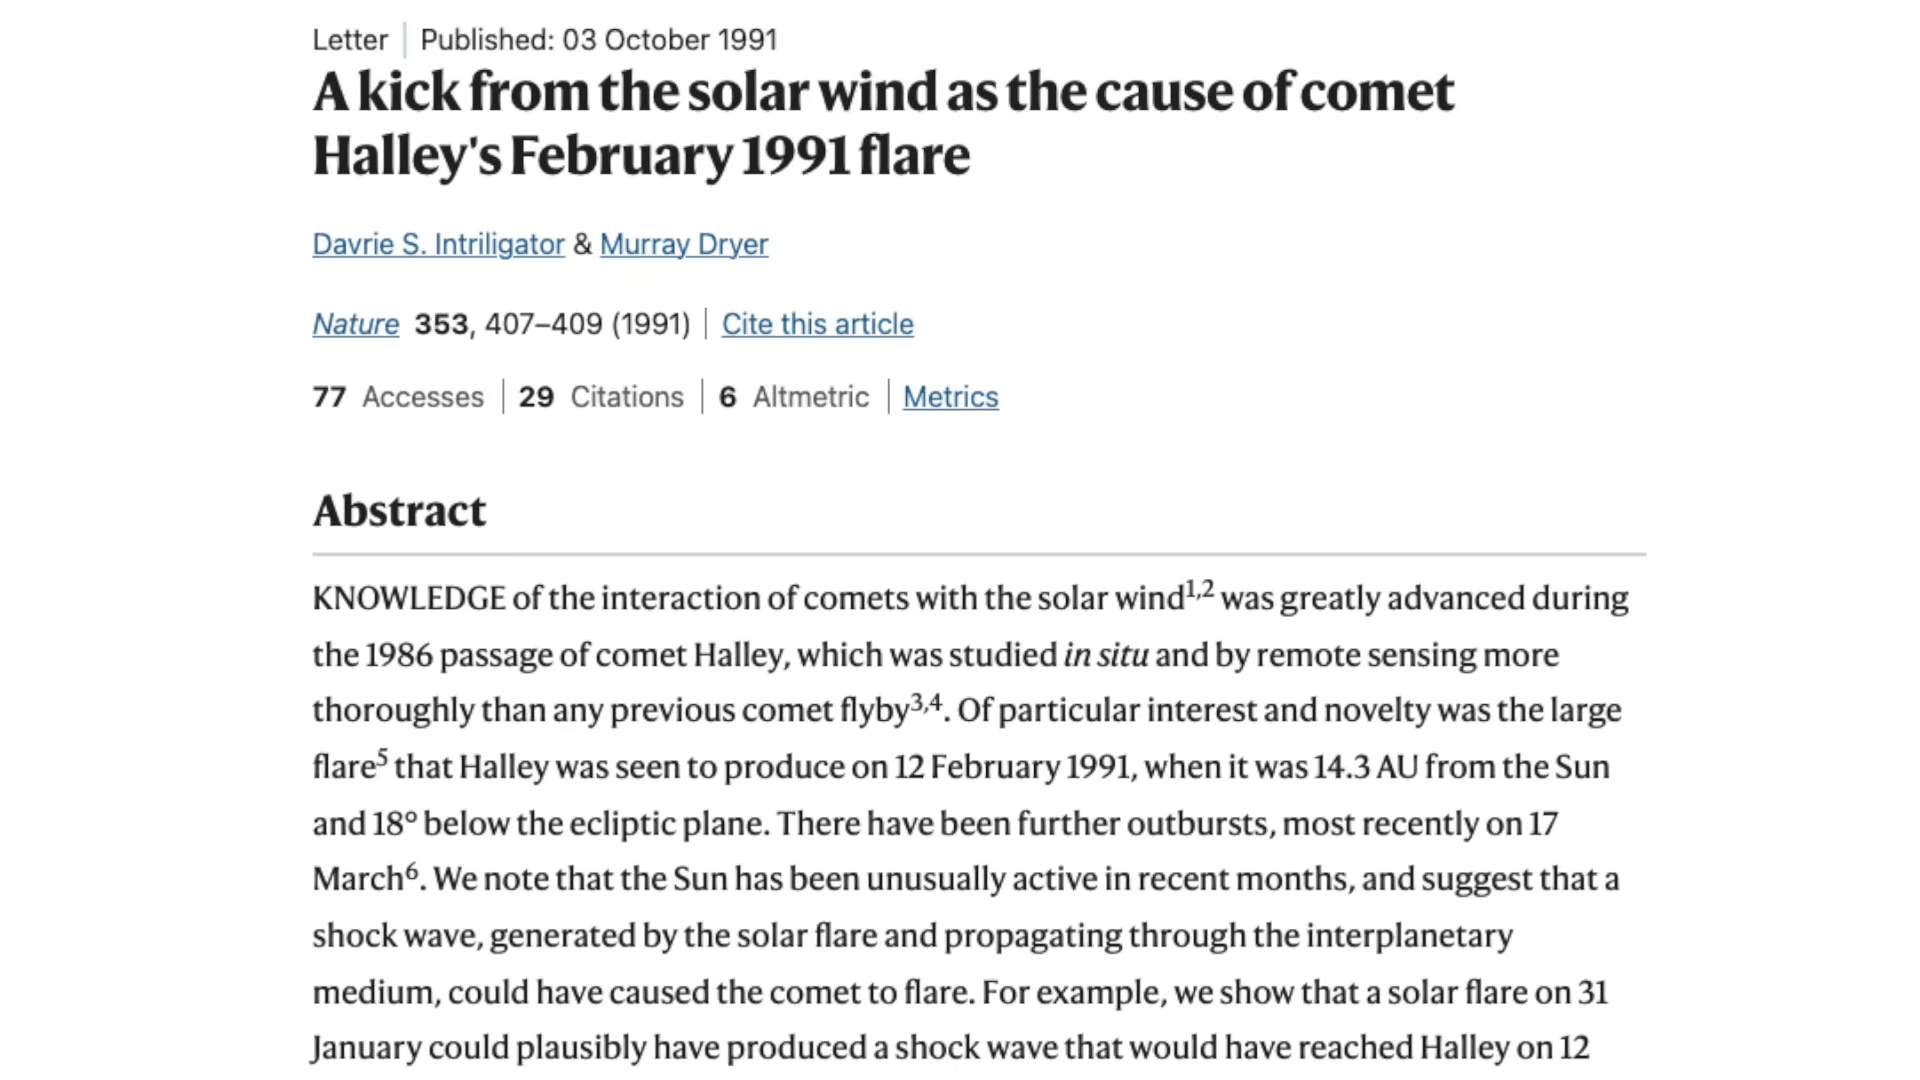 Letter | Published: 03 October 1991
A kick from the solar wind as the cause of comet
Halley's February 1991 flare
Davrie S. Intriligator & Murray Dryer
Nature 353, 407–409 (1991) | Cite this article
77 Accesses | 29 Citations | 6 Altmetric | Metrics
Abstract
KNOWLEDGE of the interaction of comets with the solar wind1,2 was greatly advanced during
the 1986 passage of comet Halley, which was studied in situ and by remote sensing more
thoroughly than any previous comet flyby3,4. Of particular interest and novelty was the large
flare5 that Halley was seen to produce on 12 February 1991, when it was 14.3 AU from the Sun
and 18° below the ecliptic plane. There have been further outbursts, most recently on 17
March6. We note that the Sun has been unusually active in recent months, and suggest that a
shock wave, generated by the solar flare and propagating through the interplanetary
medium, could have caused the comet to flare. For example, we show that a solar flare on 31
January could plausibly have produced a shock wave that would have reached Halley on 12